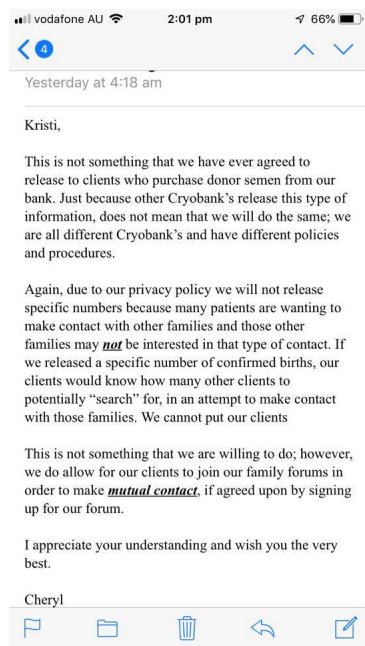 vodafone AU 2:01 pm 66%
4
Yesterday at 4:18 am
Kristi,
This is not something that we have ever agreed to
release to clients who purchase donor semen from our
bank. Just because other Cryobank’s release this type of
information, does not mean that we will do the same; we
are all different Cryobank’s and have different policies
and procedures.
Again, due to our privacy policy we will not release
specific numbers because many patients are wanting to
make contact with other families and those other
families may not be interested in that type of contact. If
we released a specific number of confirmed births, our
clients would know how many other clients to
potentially “search” for, in an attempt to make contact
with those families. We cannot put our clients
This is not something that we are willing to do; however,
we do allow for our clients to join our family forums in
order to make mutual contact, if agreed upon by signing
up for our forum.
I appreciate your understanding and wish you the very
best.
Cheryl